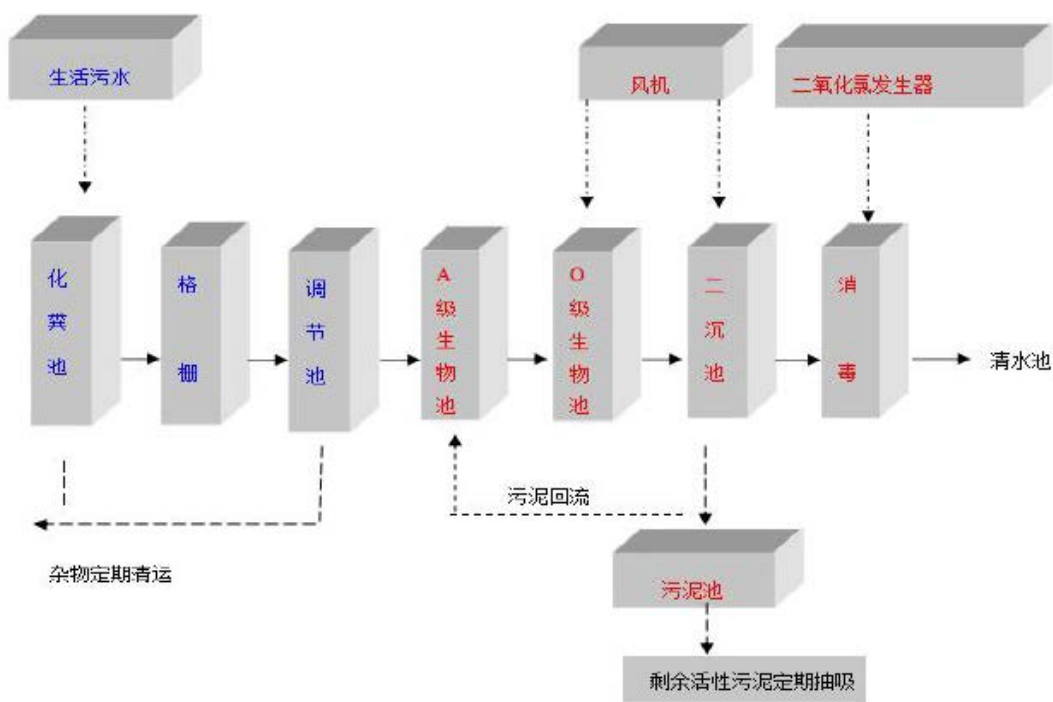 生活污水
风机
二氧化氯发生器
化粪池
格栅
调节池
A级生物池
O级生物池
二沉池
消毒
清水池
污泥回流
杂物定期清运
污泥池
剩余活性污泥定期抽吸